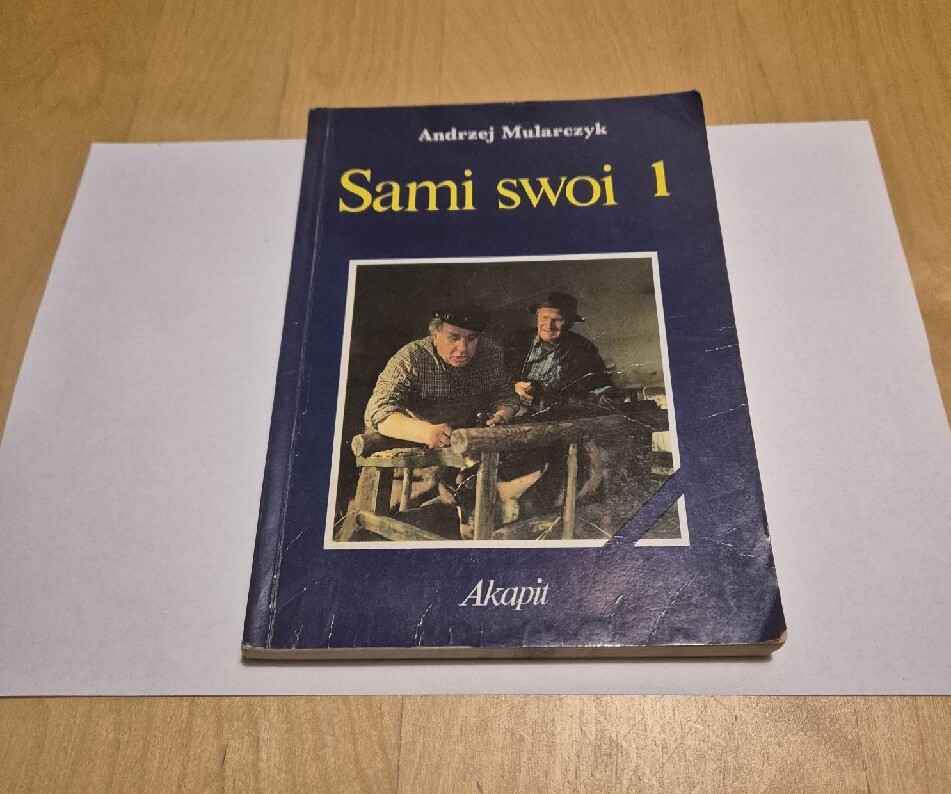 Andrzej Mularczyk
Sami swoi 1
Akapit